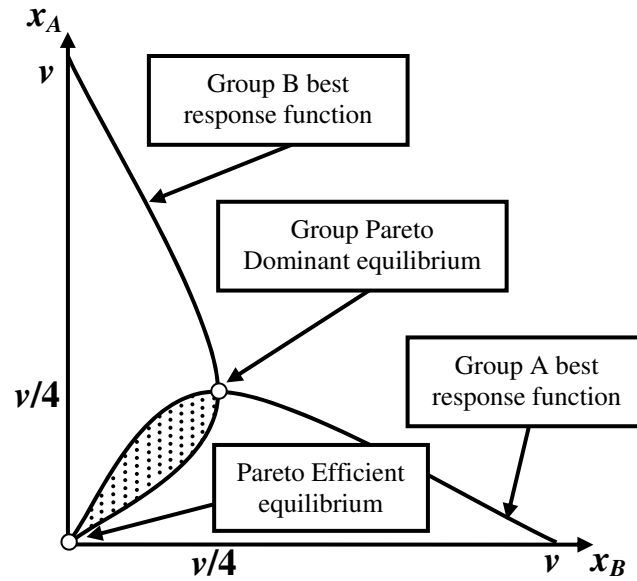 x_A
v
Group B best
response function
Group Pareto
Dominant equilibrium
Group A best
response function
v/4
Pareto Efficient
equilibrium
v/4
v
x_B